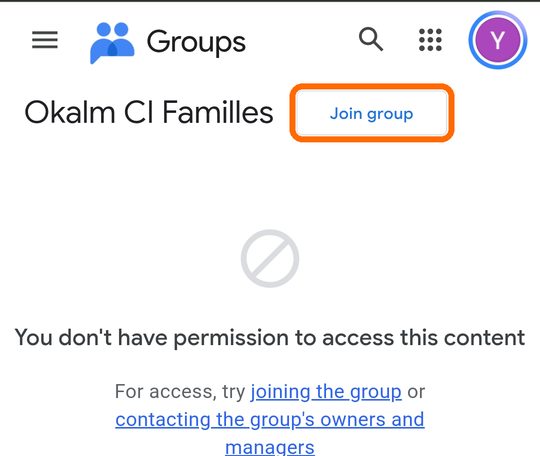 Groups
Y
Okalm CI Familles
Join group
You don't have permission to access this content
For access, try joining the group or
contacting the group's owners and
managers